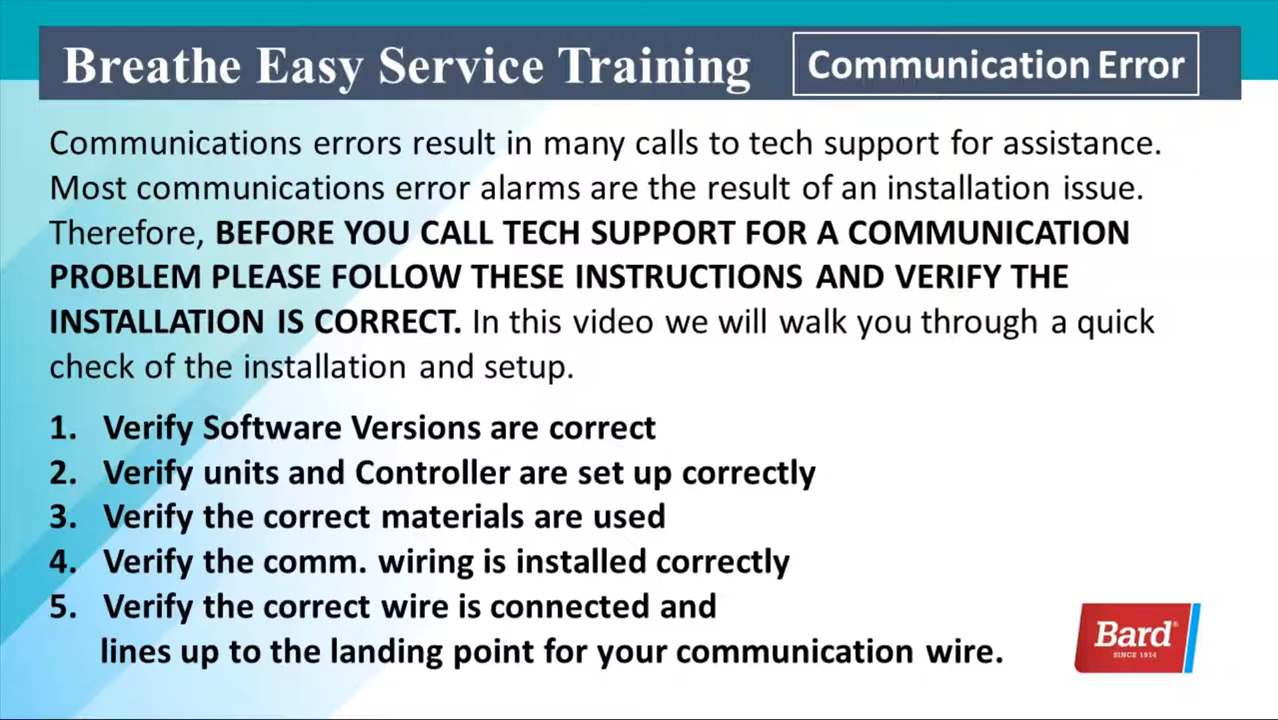 Breathe Easy Service Training
Communication Error
Communications errors result in many calls to tech support for assistance.
Most communications error alarms are the result of an installation issue.
Therefore, BEFORE YOU CALL TECH SUPPORT FOR A COMMUNICATION
PROBLEM PLEASE FOLLOW THESE INSTRUCTIONS AND VERIFY THE
INSTALLATION IS CORRECT. In this video we will walk you through a quick
check of the installation and setup.
1. Verify Software Versions are correct
2. Verify units and Controller are set up correctly
3. Verify the correct materials are used
4. Verify the comm. wiring is installed correctly
5. Verify the correct wire is connected and
lines up to the landing point for your communication wire.
Bard®
SINCE 1914